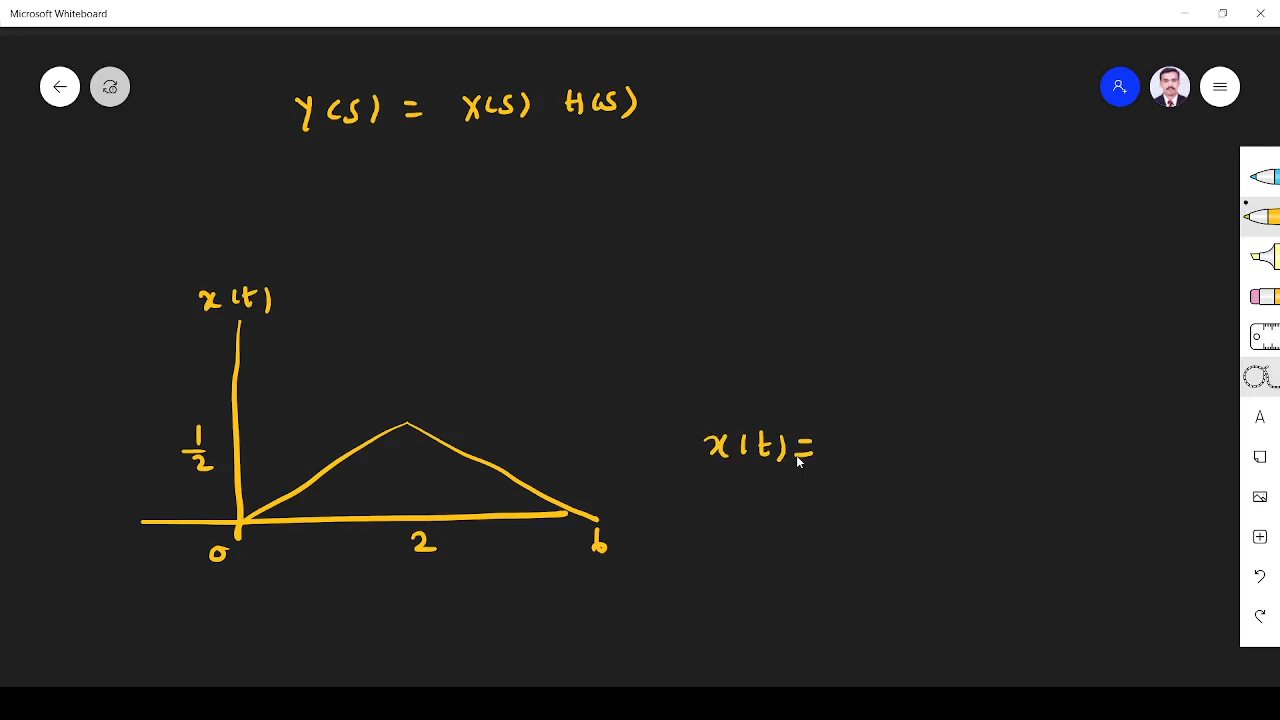 Microsoft Whiteboard
Y(s) = X(s) H(s)
x(t)
1/2
x(t)=
0
2
6
A